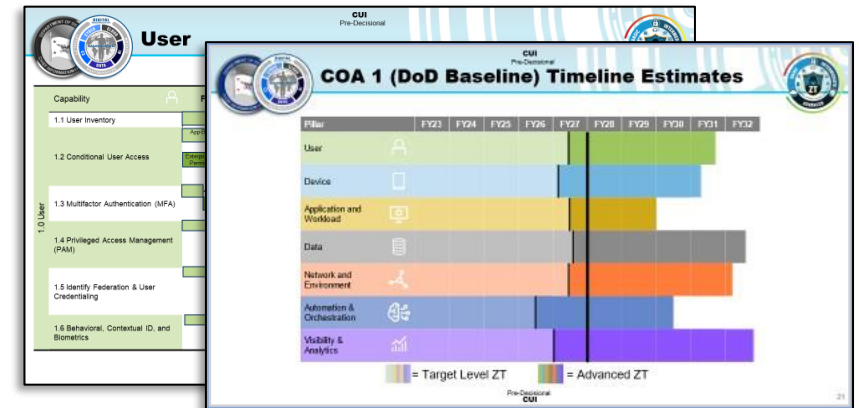 CUI
Pre-Decisional
User
Capability
1.0 User
1.1 User Inventory
1.2 Conditional User Access
1.3 Multifactor Authentication (MFA)
1.4 Privileged Access Management
(PAM)
1.5 Identify Federation & User
Credentialing
1.6 Behavioral, Contextual ID, and
Biometrics
CUI
Pre-Decisional
COA 1 (DoD Baseline) Timeline Estimates
Pillar FY23 FY24 FY25 FY26 FY27 FY28 FY29 FY30 FY31 FY32
User
Device
Application and
Workload
Data
Network and
Environment
Automation &
Orchestration
Visibility &
Analytics
= Target Level ZT = Advanced ZT
Pre-Decisional
CUI
21
ZT